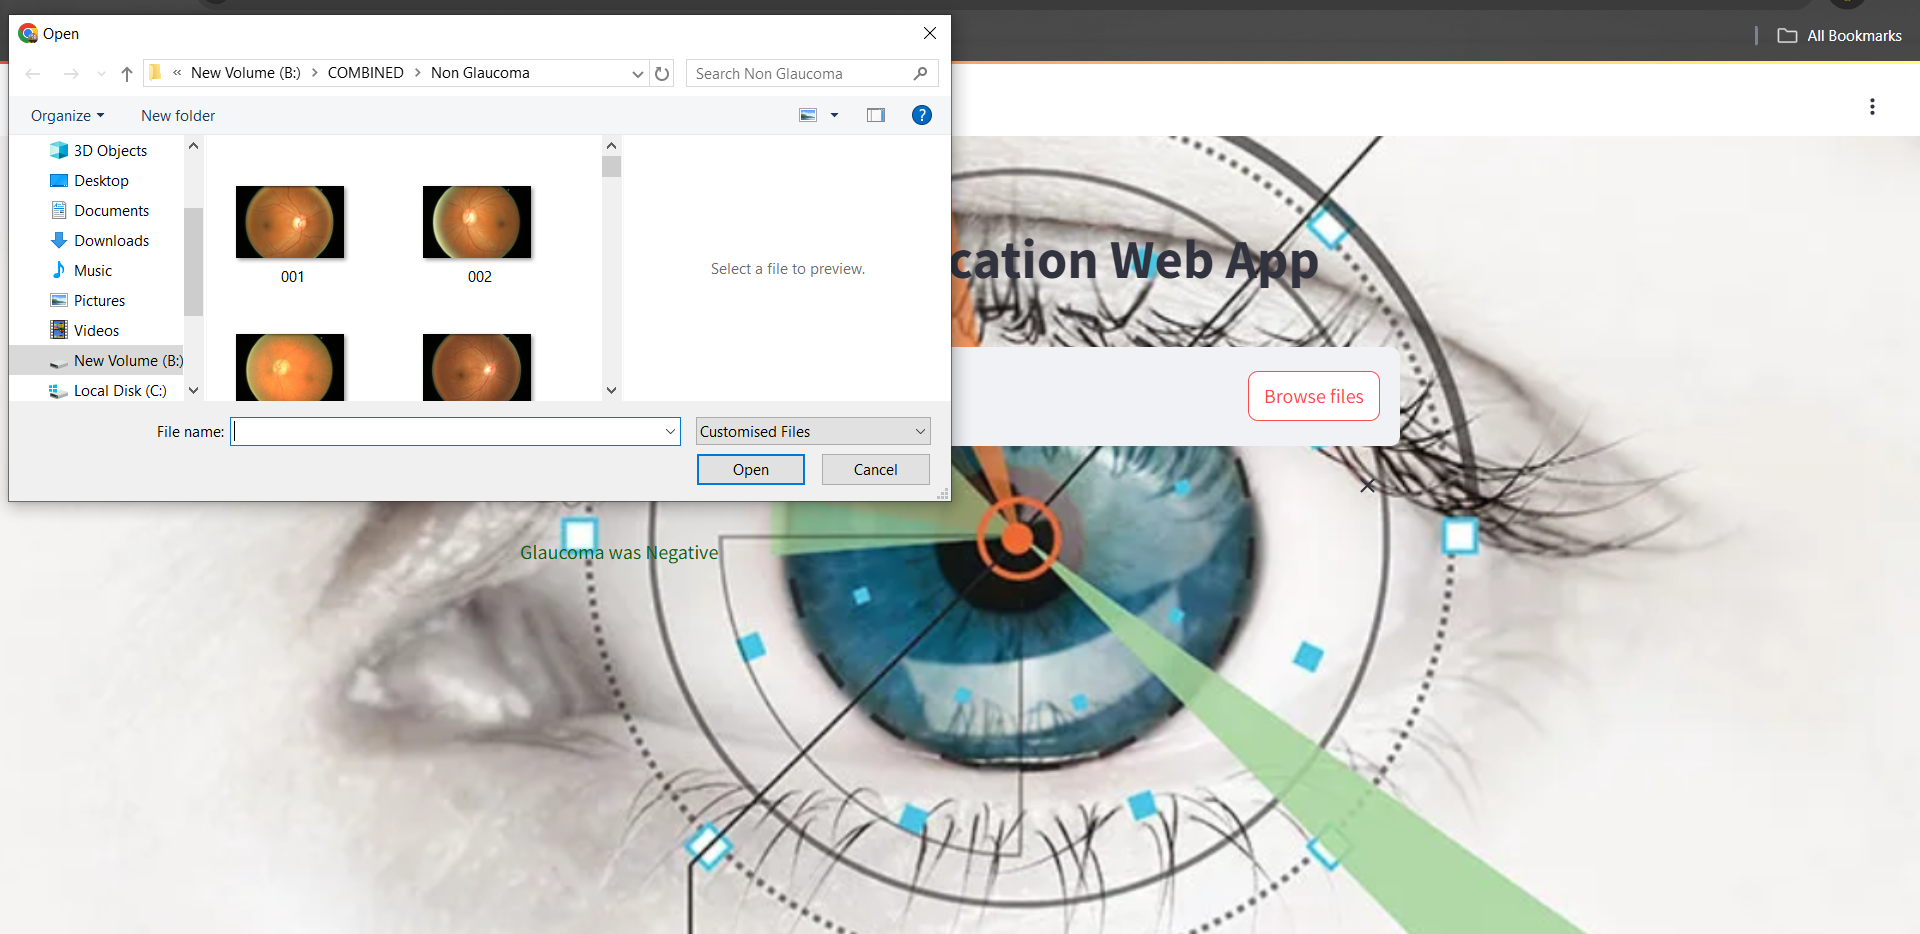 Open
All Bookmarks
« New Volume (B:) > COMBINED > Non Glaucoma
Search Non Glaucoma
Organize
New folder
?
3D Objects
Desktop
Documents
Downloads
Music
Pictures
Videos
New Volume (B:)
Local Disk (C:)
001
002
Select a file to preview.
cation Web App
Browse files
File name:
Customised Files
Open
Cancel
Glaucoma was Negative